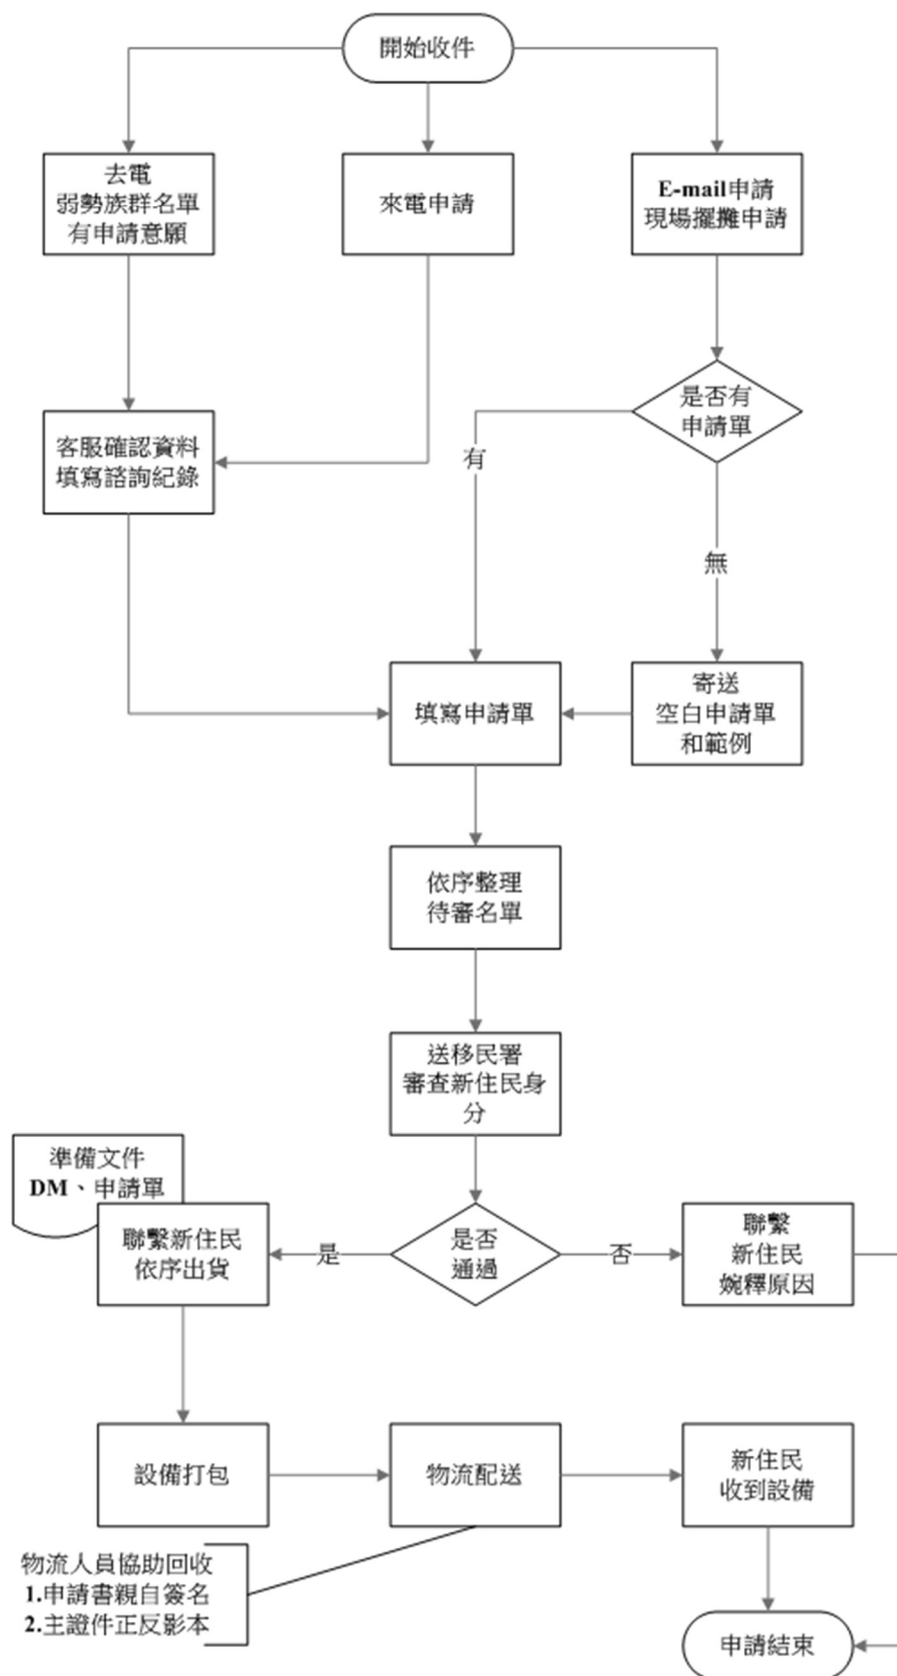 開始收件
去電
弱勢族群名單
有申請意願
來電申請
E-mail申請
現場擺攤申請
是否有
申請單
客服確認資料
填寫諮詢紀錄
有
無
填寫申請單
寄送
空白申請單
和範例
依序整理
待審名單
送移民署
審查新住民身
分
準備文件
DM、申請單
聯繫新住民
依序出貨
是
是否
通過
否
聯繫
新住民
婉釋原因
設備打包
物流配送
新住民
收到設備
物流人員協助回收
1.申請書親自簽名
2.主證件正反影本
申請結束